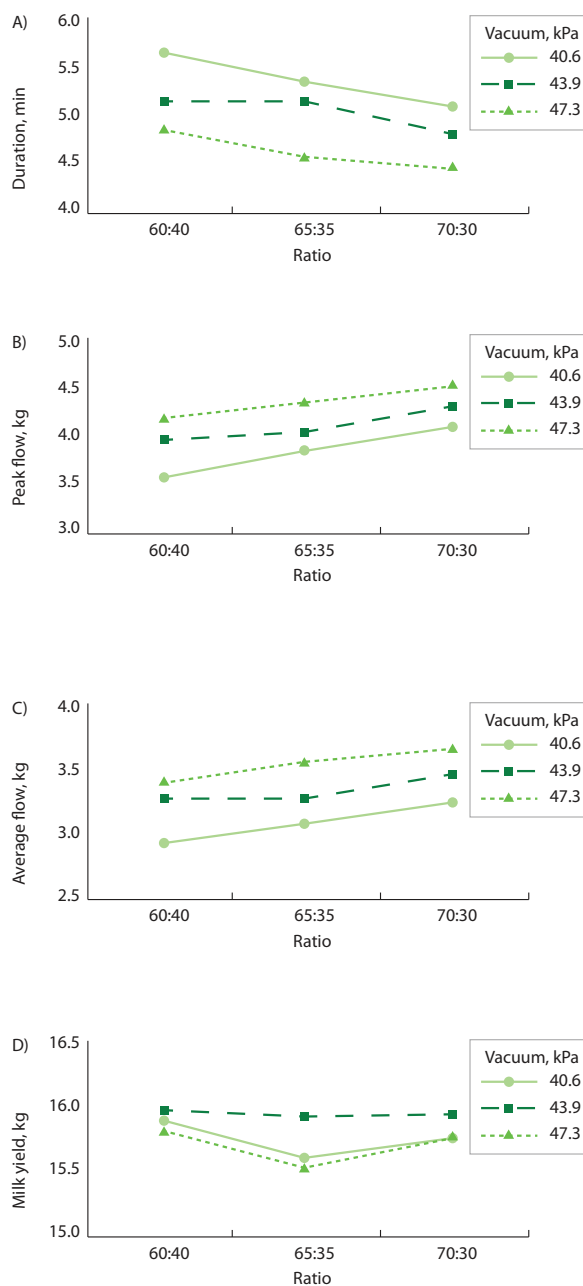 A)
Duration, min
6.0
5.5
5.0
4.5
4.0
60:40 65:35 70:30
Ratio
Vacuum, kPa
40.6
43.9
47.3
B)
Peak flow, kg
5.0
4.5
4.0
3.5
3.0
60:40 65:35 70:30
Ratio
Vacuum, kPa
40.6
43.9
47.3
C)
Average flow, kg
4.0
3.5
3.0
2.5
60:40 65:35 70:30
Ratio
Vacuum, kPa
40.6
43.9
47.3
D)
Milk yield, kg
16.5
16.0
15.5
15.0
60:40 65:35 70:30
Ratio
Vacuum, kPa
40.6
43.9
47.3